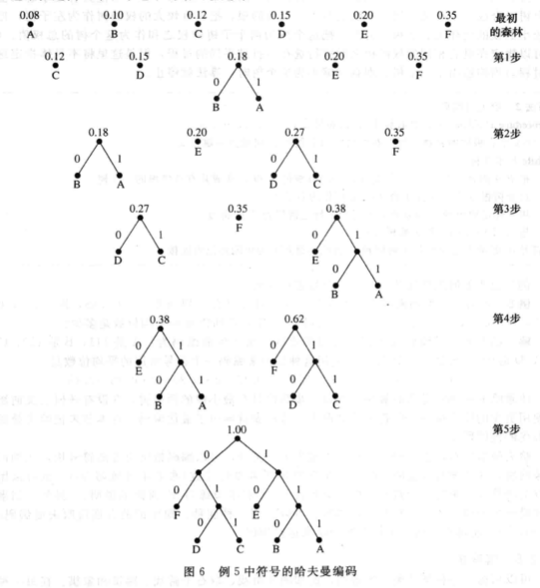 0.08 0.10 0.12 0.15 0.20 0.35 最初
A B C D E F 的森林
0.12 0.15 0.18 0.20 0.35 第1步
C D 0 1 E F
B A
0.18 0.20 0.27 0.35 第2步
0 1 E 0 1 F
B A D C
0.27 0.35 0.38 第3步
0 1 F 0 1
D C E 0 1
B A
0.38 0.62 第4步
0 1 0 1
E 0 1 F 0 1
B A D C
1.00 第5步
0 1
0 1 0 1
F 0 1 E 0 1
D C B A
图 6 例 5 中符号的哈夫曼编码